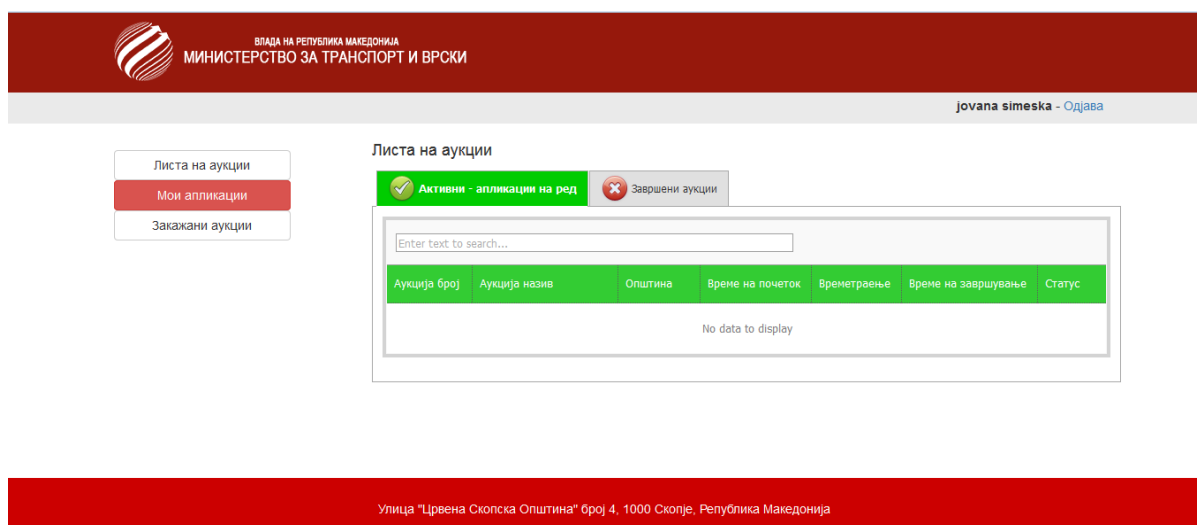 ВЛАДА НА РЕПУБЛИКА МАКЕДОНИЈА
МИНИСТЕРСТВО ЗА ТРАНСПОРТ И ВРСКИ
jovana simeska - Одјава
Листа на аукции
Мои апликации
Закажани аукции
Листа на аукции
Активни - апликации на ред
Завршени аукции
Enter text to search...
Аукција број Аукција назив Општина Време на почеток Времетраење Време на завршување Статус
No data to display
Улица "Црвена Скопска Општина" број 4, 1000 Скопје, Република Македонија